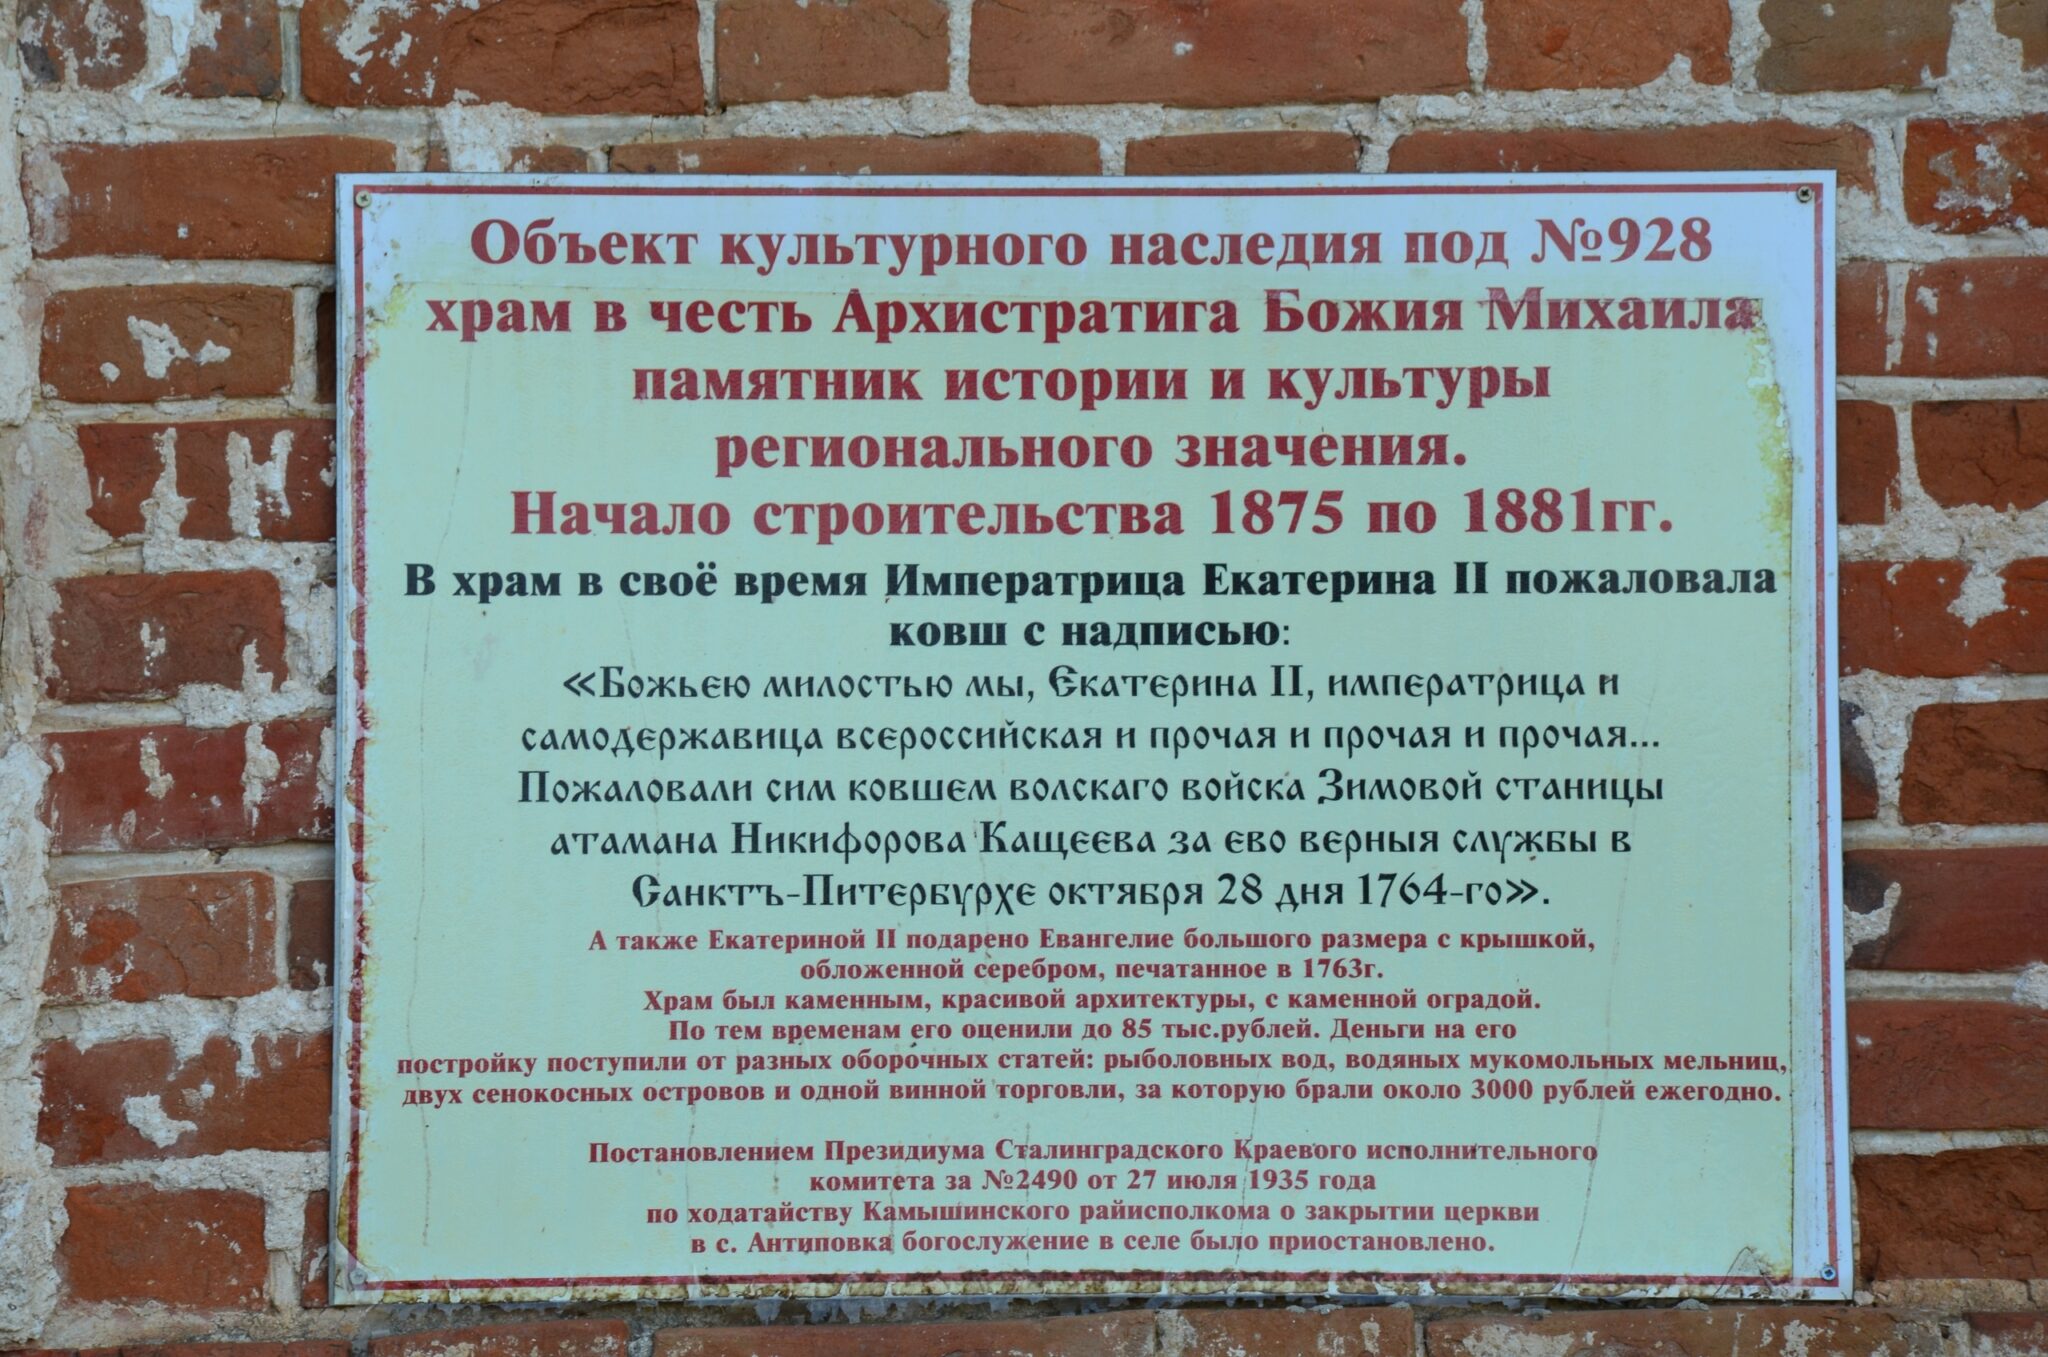 Объект культурного наследия под №928
храм в честь Архистратига Божия Михаила
памятник истории и культуры
регионального значения.
Начало строительства 1875 по 1881гг.
В храм в своё время Императрица Екатерина II пожаловала
ковш с надписью:
«Божьею милостью мы, Екатерина II, императрица и
самодержавица всероссийская и прочая и прочая и прочая...
Пожаловали сим ковшем волскаго войска Зимовой станицы
атамана Никифорова Кащеева за ево верныя службы в
Санктъ-Питербурхе октября 28 дня 1764-го».
А также Екатериной II подарено Евангелие большого размера с крышкой,
обложенной серебром, печатанное в 1763г.
Храм был каменным, красивой архитектуры, с каменной оградой.
По тем временам его оценили до 85 тыс.рублей. Деньги на его
постройку поступили от разных оборочных статей: рыболовных вод, водяных мукомольных мельниц,
двух сенокосных островов и одной винной торговли, за которую брали около 3000 рублей ежегодно.
Постановлением Президиума Сталинградского Краевого исполнительного
комитета за №2490 от 27 июля 1935 года
по ходатайству Камышинского райисполкома о закрытии церкви
в с. Антиповка богослужение в селе было приостановлено.